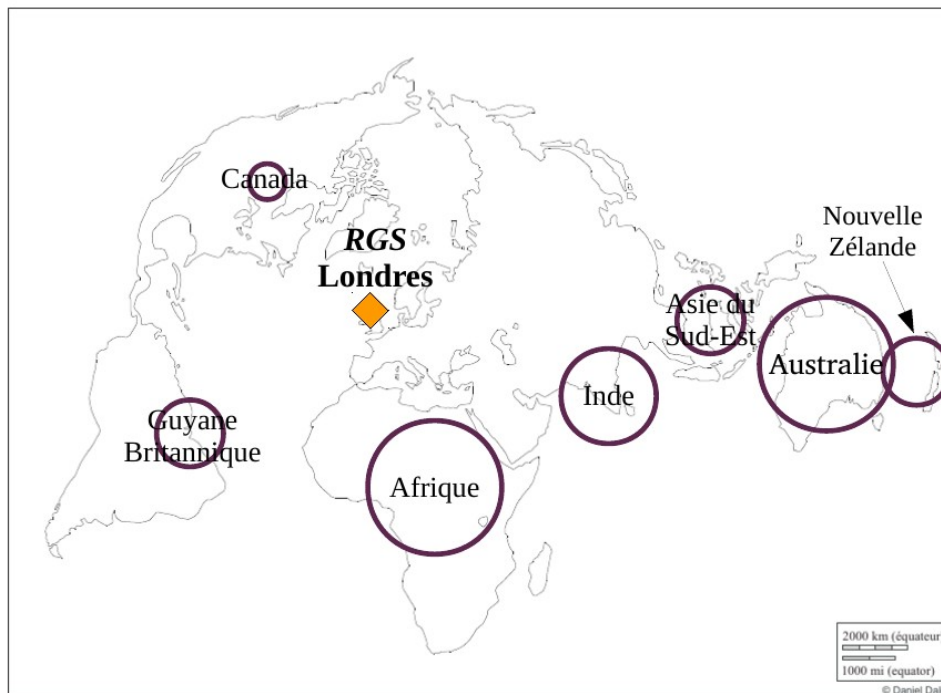 Canada
RGS
Londres
Nouvelle
Zélande
Asie du
Sud-Est
Australie
Inde
Guyane
Britannique
Afrique
2000 km (équateur)
1000 mi (equator)
© Daniel